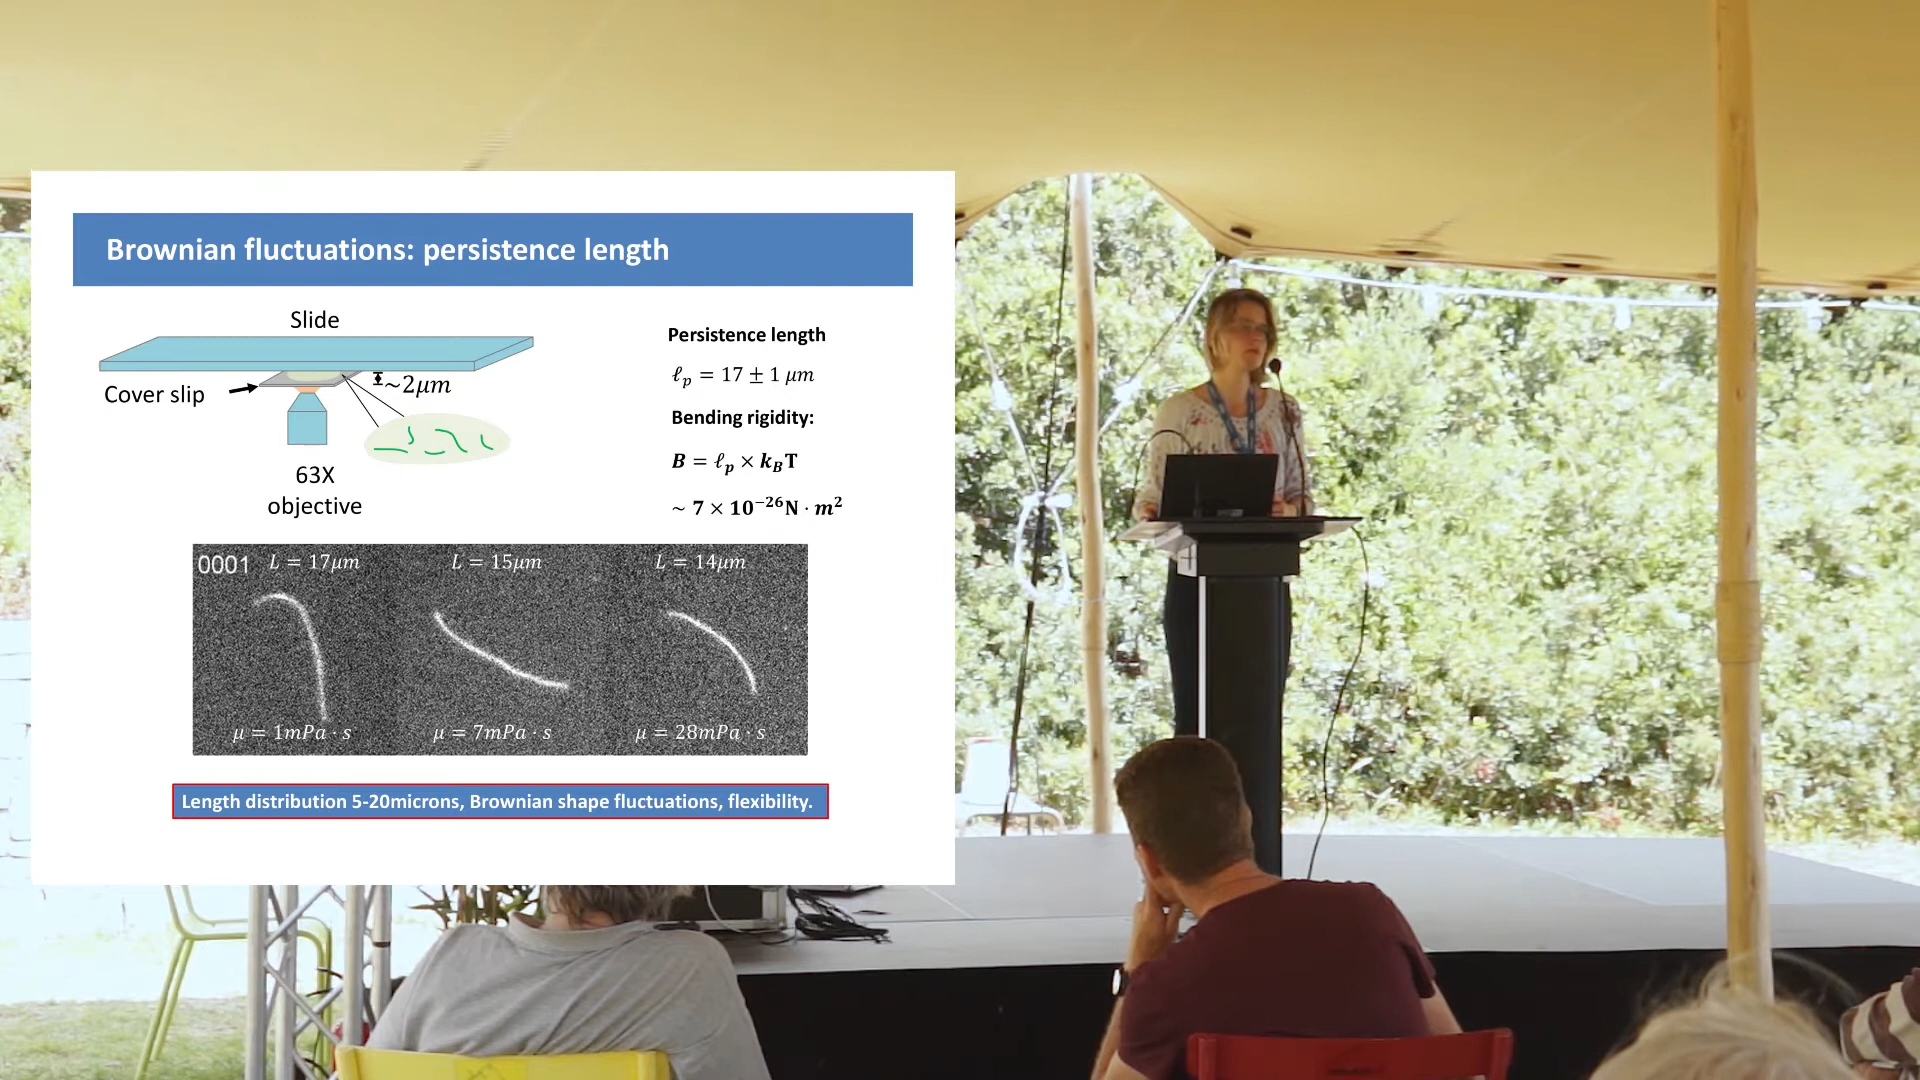 Brownian fluctuations: persistence length
Slide
Cover slip
~2μm
63X
objective
Persistence length
ℓₚ = 17 ± 1 μm
Bending rigidity:
B = ℓₚ × k_BT
~ 7 × 10⁻²⁶N · m²
0001 L = 17μm L = 15μm L = 14μm
μ = 1mPa · s μ = 7mPa · s μ = 28mPa · s
Length distribution 5-20microns, Brownian shape fluctuations, flexibility.